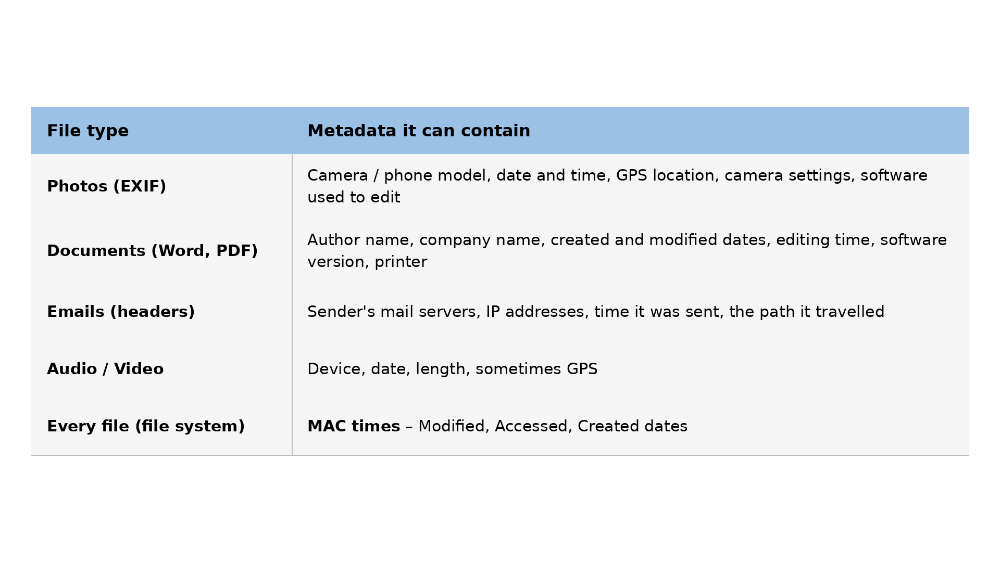 File type
Metadata it can contain
Photos (EXIF)
Camera / phone model, date and time, GPS location, camera settings, software
used to edit
Documents (Word, PDF)
Author name, company name, created and modified dates, editing time, software
version, printer
Emails (headers)
Sender's mail servers, IP addresses, time it was sent, the path it travelled
Audio / Video
Device, date, length, sometimes GPS
Every file (file system)
MAC times – Modified, Accessed, Created dates